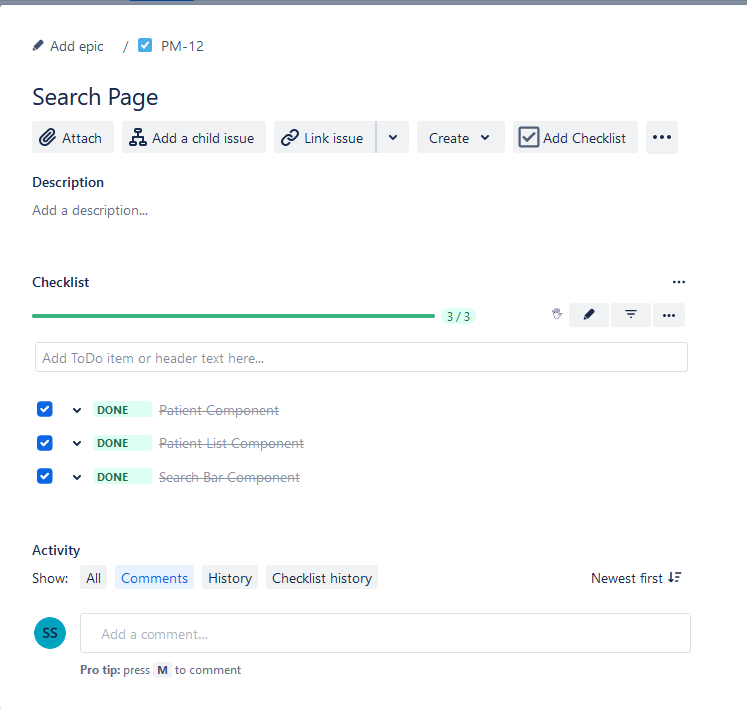 Add epic / PM-12
Search Page
Attach Add a child issue Link issue Create Add Checklist
Description
Add a description...
Checklist
3 / 3
Add ToDo item or header text here...
DONE Patient Component
DONE Patient List Component
DONE Search Bar Component
Activity
Show: All Comments History Checklist history Newest first
SS Add a comment...
Pro tip: press M to comment